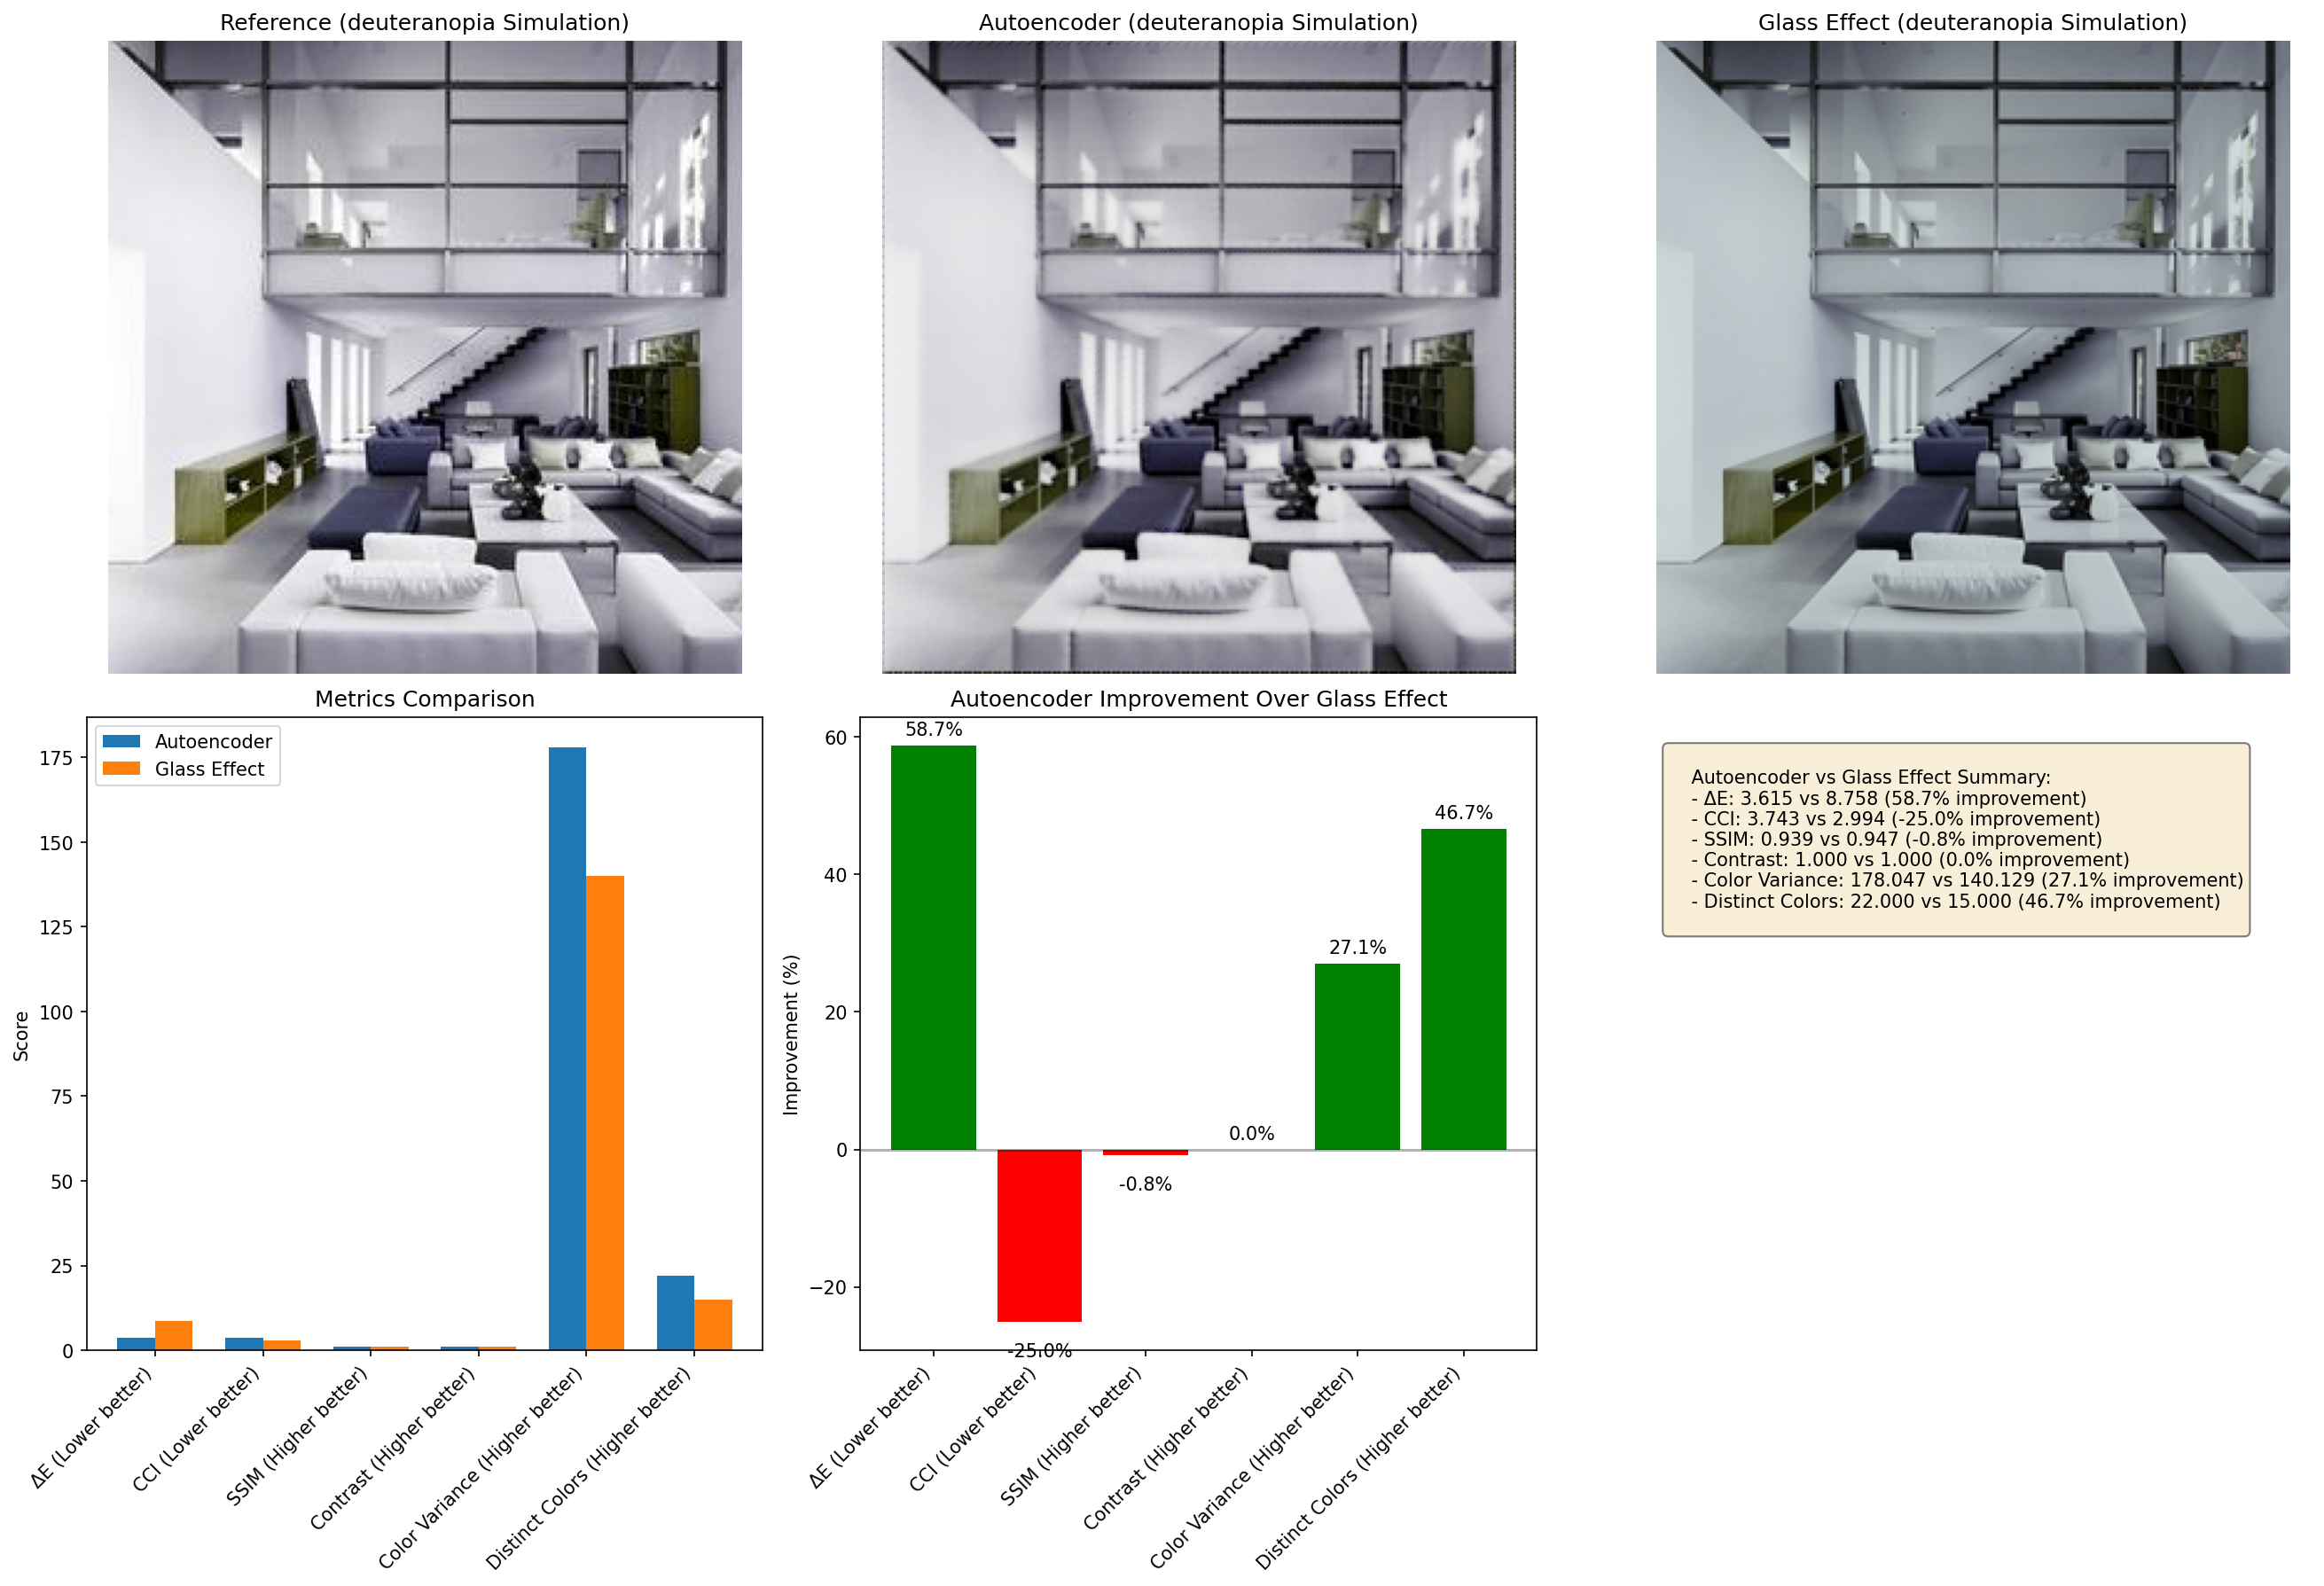 Reference (deuteranopia Simulation)
Autoencoder (deuteranopia Simulation)
Glass Effect (deuteranopia Simulation)
Metrics Comparison
Autoencoder
Glass Effect
Score
175
150
125
100
75
50
25
0
ΔE (Lower better)
CCI (Lower better)
SSIM (Higher better)
Contrast (Higher better)
Color Variance (Higher better)
Distinct Colors (Higher better)
Autoencoder Improvement Over Glass Effect
Improvement (%)
60
40
20
0
−20
58.7%
-25.0%
-0.8%
0.0%
27.1%
46.7%
ΔE (Lower better)
CCI (Lower better)
SSIM (Higher better)
Contrast (Higher better)
Color Variance (Higher better)
Distinct Colors (Higher better)
Autoencoder vs Glass Effect Summary:
- ΔE: 3.615 vs 8.758 (58.7% improvement)
- CCI: 3.743 vs 2.994 (-25.0% improvement)
- SSIM: 0.939 vs 0.947 (-0.8% improvement)
- Contrast: 1.000 vs 1.000 (0.0% improvement)
- Color Variance: 178.047 vs 140.129 (27.1% improvement)
- Distinct Colors: 22.000 vs 15.000 (46.7% improvement)